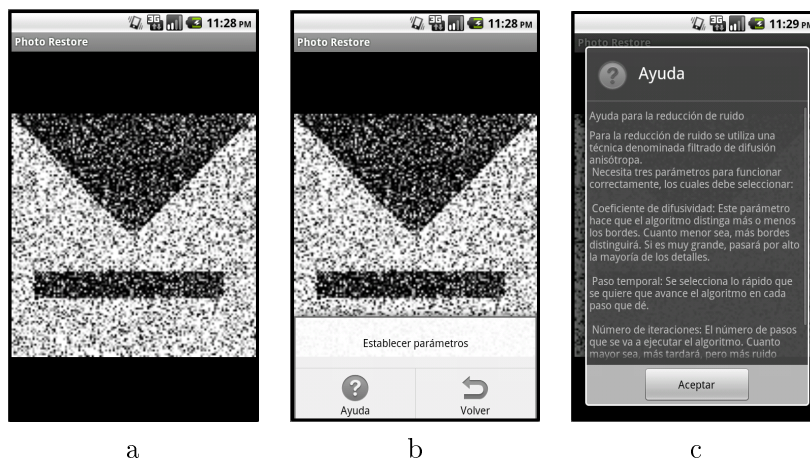 3G 11:28 PM
Photo Restore
a
3G 11:28 PM
Photo Restore
Establecer parámetros
Ayuda Volver
b
3G 11:29 PM
Photo Restore
Ayuda
Ayuda para la reducción de ruido
Para la reducción de ruido se utiliza una
técnica denominada filtrado de difusión
anisótropa.
Necesita tres parámetros para funcionar
correctamente, los cuales debe seleccionar:
Coeficiente de difusividad: Este parámetro
hace que el algoritmo distinga más o menos
los bordes. Cuanto menor sea, más bordes
distinguirá. Si es muy grande, pasará por alto
la mayoría de los detalles.
Paso temporal: Se selecciona lo rápido que
se quiere que avance el algoritmo en cada
paso que dé.
Número de iteraciones: El número de pasos
que se va a ejecutar el algoritmo. Cuanto
mayor sea, más tardará, pero más ruido
Aceptar
c